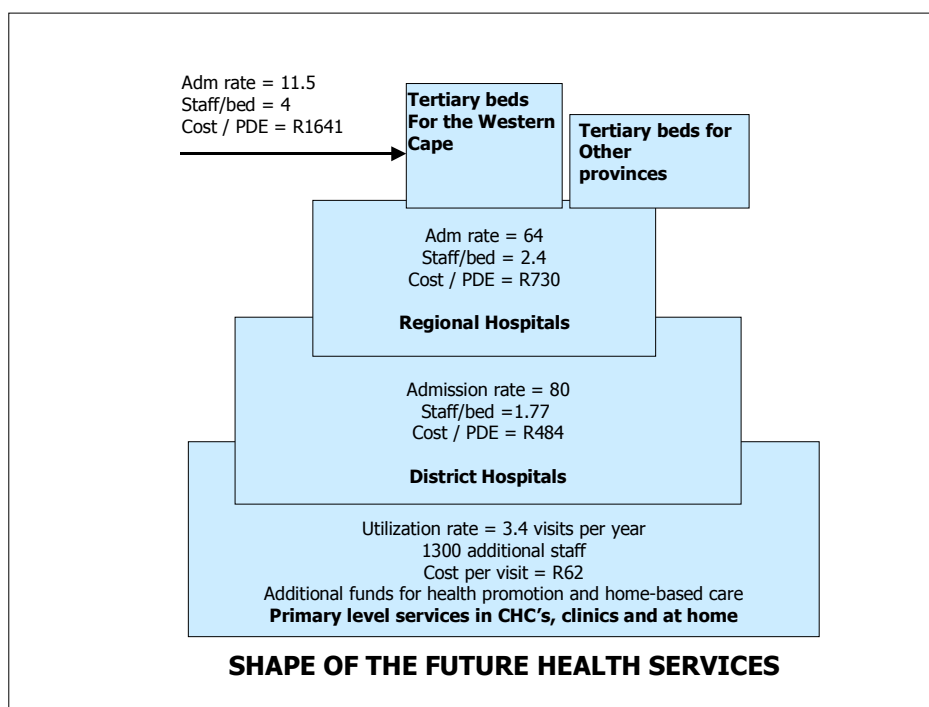 Adm rate = 11.5
Staff/bed = 4
Cost / PDE = R1641
Tertiary beds
For the Western
Cape
Tertiary beds for
Other
provinces
Adm rate = 64
Staff/bed = 2.4
Cost / PDE = R730
Regional Hospitals
Admission rate = 80
Staff/bed =1.77
Cost / PDE = R484
District Hospitals
Utilization rate = 3.4 visits per year
1300 additional staff
Cost per visit = R62
Additional funds for health promotion and home-based care
Primary level services in CHC's, clinics and at home
SHAPE OF THE FUTURE HEALTH SERVICES